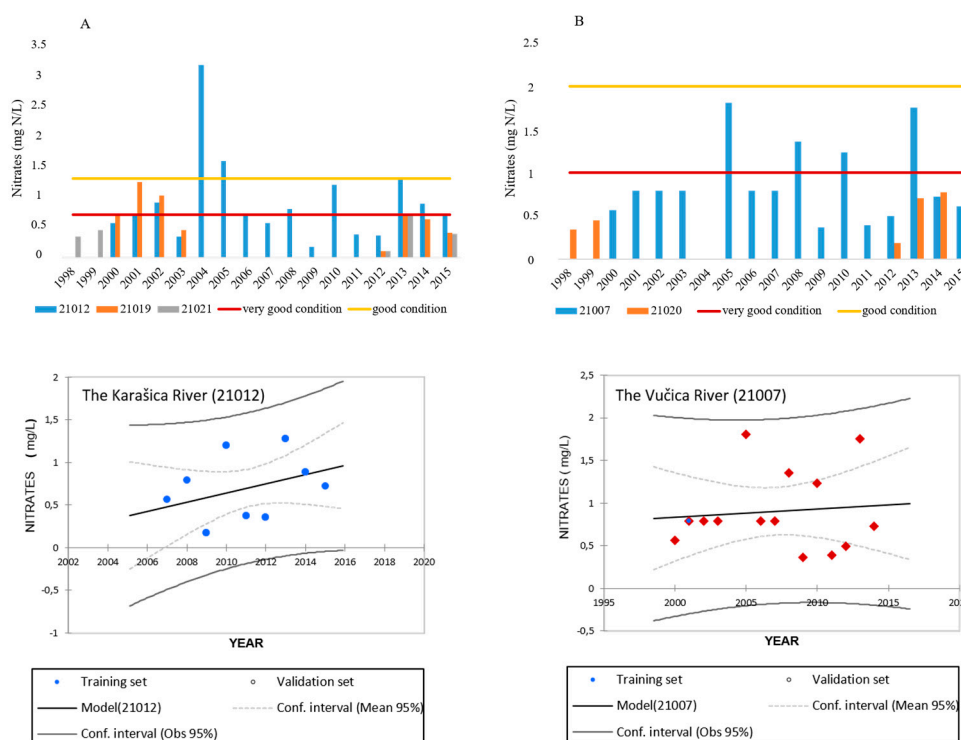 A
Nitrates (mg N/L)
3.5
3
2.5
2
1.5
1
0.5
0
1998 1999 2000 2001 2002 2003 2004 2005 2006 2007 2008 2009 2010 2011 2012 2013 2014 2015
21012 21019 21021 very good condition good condition
B
Nitrates (mg N/L)
2.5
2
1.5
1
0.5
0
1998 1999 2000 2001 2002 2003 2004 2005 2006 2007 2008 2009 2010 2011 2012 2013 2014 2015
21007 21020 very good condition good condition
The Karašica River (21012)
NITRATES ( mg/L)
2
1,5
1
0,5
0
-0,5
-1
2002 2004 2006 2008 2010 2012 2014 2016 2018 2020
YEAR
Training set Validation set
Model(21012) Conf. interval (Mean 95%)
Conf. interval (Obs 95%)
The Vučica River (21007)
NITRATES ( mg/L)
2,5
2
1,5
1
0,5
0
-0,5
1995 2000 2005 2010 2015
YEAR
Training set Validation set
Model(21007) Conf. interval (Mean 95%)
Conf. interval (Obs 95%)